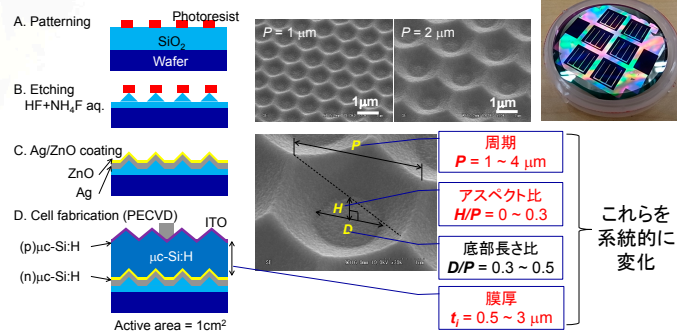 A. Patterning
Photoresist
SiO2
Wafer
B. Etching
HF+NH4F aq.
C. Ag/ZnO coating
ZnO
Ag
D. Cell fabrication (PECVD)
ITO
(p)μc-Si:H
μc-Si:H
(n)μc-Si:H
Active area = 1cm2
P = 1 μm
1μm
P = 2 μm
1μm
P
H
D
周期
P = 1 ~ 4 μm
アスペクト比
H/P = 0 ~ 0.3
底部長さ比
D/P = 0.3 ~ 0.5
膜厚
ti = 0.5 ~ 3 μm
これらを
系統的に
変化